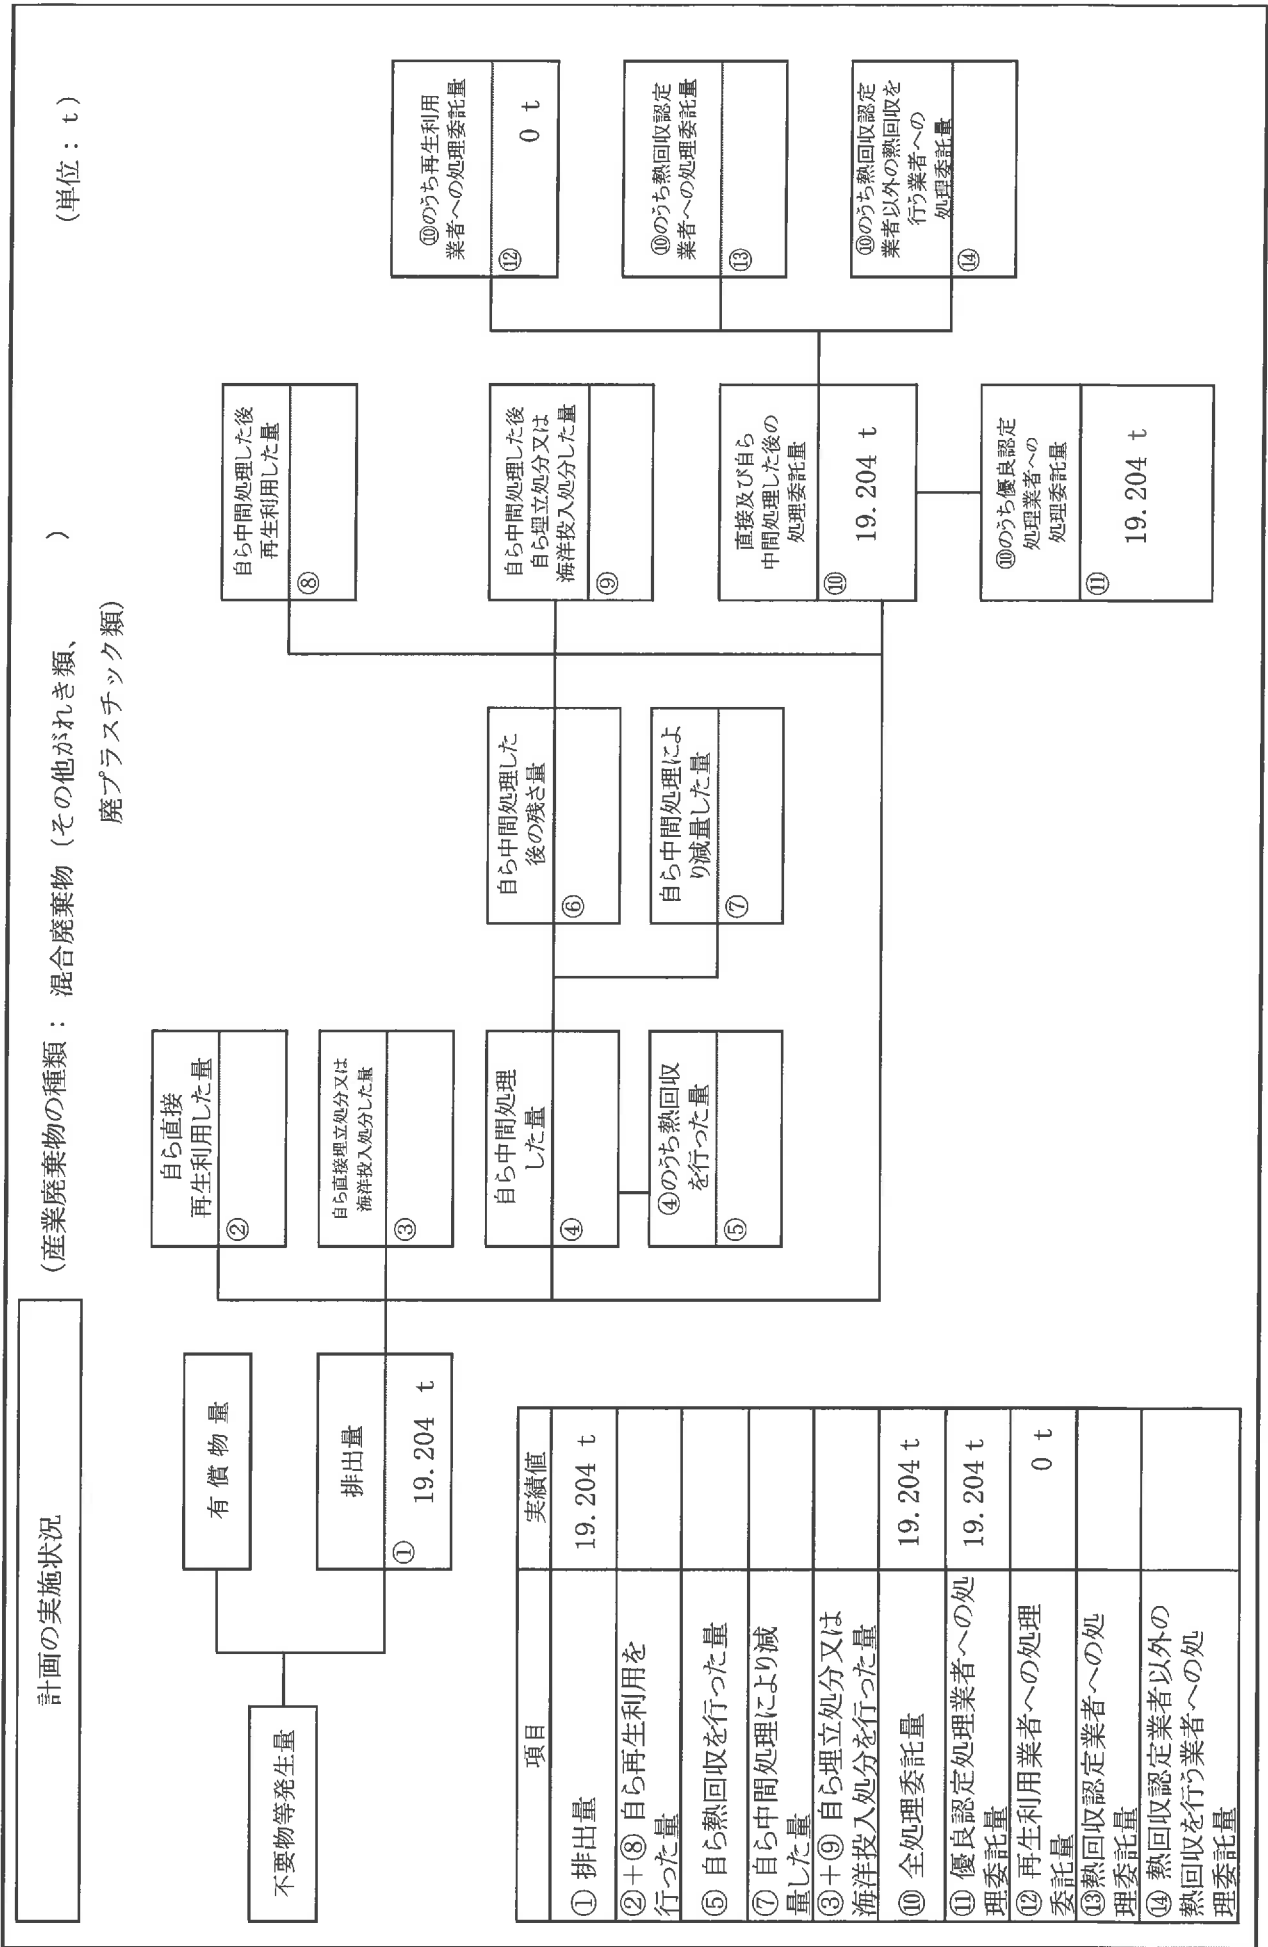 計画の実施状況
(産業廃棄物の種類： 混合廃棄物 (その他がれき類、
廃プラスチック類)
)
(単位：t)
不要物等発生量
有償物量
排出量
①
19.204 t
自ら直接
再生利用した量
②
自ら直接埋立処分又は
海洋投入処分した量
③
自ら中間処理
した量
④
④のうち熱回収
を行った量
⑤
自ら中間処理した
後の残さ量
⑥
自ら中間処理によ
り減量した量
⑦
自ら中間処理した後
再生利用した量
⑧
自ら中間処理した後
自ら埋立処分又は
海洋投入処分した量
⑨
直接及び自ら
中間処理した後の
処理委託量
⑩
19.204 t
⑩のうち優良認定
処理業者への
処理委託量
⑪
19.204 t
⑩のうち再生利用
業者への処理委託量
⑫
0 t
⑩のうち熱回収認定
業者への処理委託量
⑬
⑩のうち熱回収認定
業者以外の熱回収を
行う業者への
処理委託量
⑭
項目 実績値
① 排出量 19.204 t
②＋⑧ 自ら再生利用を
行った量
⑤ 自ら熱回収を行った量
⑦ 自ら中間処理により減
量した量
③＋⑨ 自ら埋立処分又は
海洋投入処分を行った量
⑩ 全処理委託量 19.204 t
⑪ 優良認定処理業者への処
理委託量 19.204 t
⑫ 再生利用業者への処理
委託量 0 t
⑬熱回収認定業者への処
理委託量
⑭ 熱回収認定業者以外の
熱回収を行う業者への処
理委託量